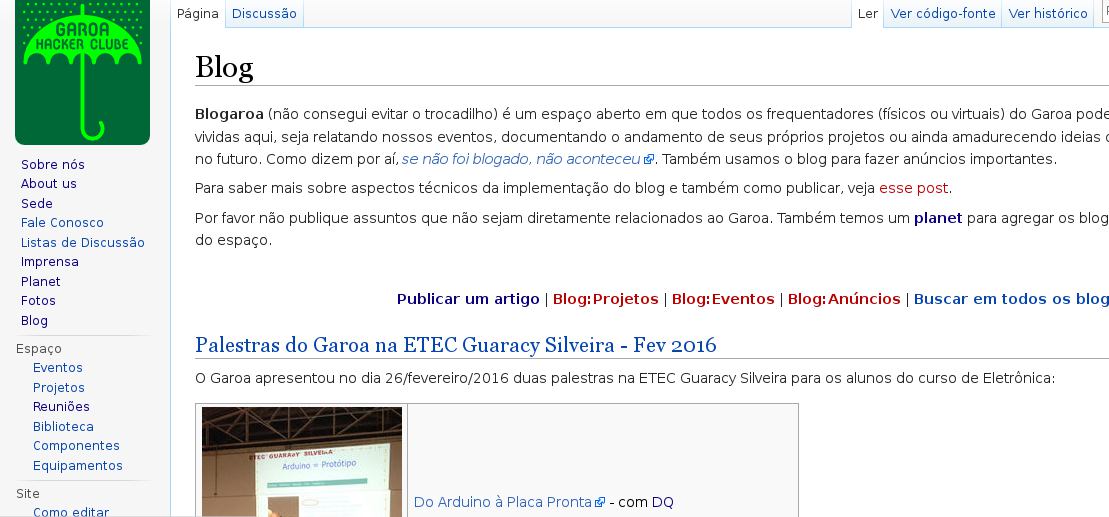 GAROA
HACKER CLUBE
Sobre nós
About us
Sede
Fale Conosco
Listas de Discussão
Imprensa
Planet
Fotos
Blog
Espaço
Eventos
Projetos
Reuniões
Biblioteca
Componentes
Equipamentos
Site
Como editar
Página Discussão Ler Ver código-fonte Ver histórico
Blog
Blogaroa (não consegui evitar o trocadilho) é um espaço aberto em que todos os frequentadores (físicos ou virtuais) do Garoa pode
vividas aqui, seja relatando nossos eventos, documentando o andamento de seus próprios projetos ou ainda amadurecendo ideias
no futuro. Como dizem por aí, se não foi blogado, não aconteceu. Também usamos o blog para fazer anúncios importantes.
Para saber mais sobre aspectos técnicos da implementação do blog e também como publicar, veja esse post.
Por favor não publique assuntos que não sejam diretamente relacionados ao Garoa. Também temos um planet para agregar os blog
do espaço.
Publicar um artigo | Blog:Projetos | Blog:Eventos | Blog:Anúncios | Buscar em todos os blog
Palestras do Garoa na ETEC Guaracy Silveira - Fev 2016
O Garoa apresentou no dia 26/fevereiro/2016 duas palestras na ETEC Guaracy Silveira para os alunos do curso de Eletrônica:
ETEC GUARACY SILVEIRA
Arduino = Protótipo
Do Arduino à Placa Pronta - com DQ